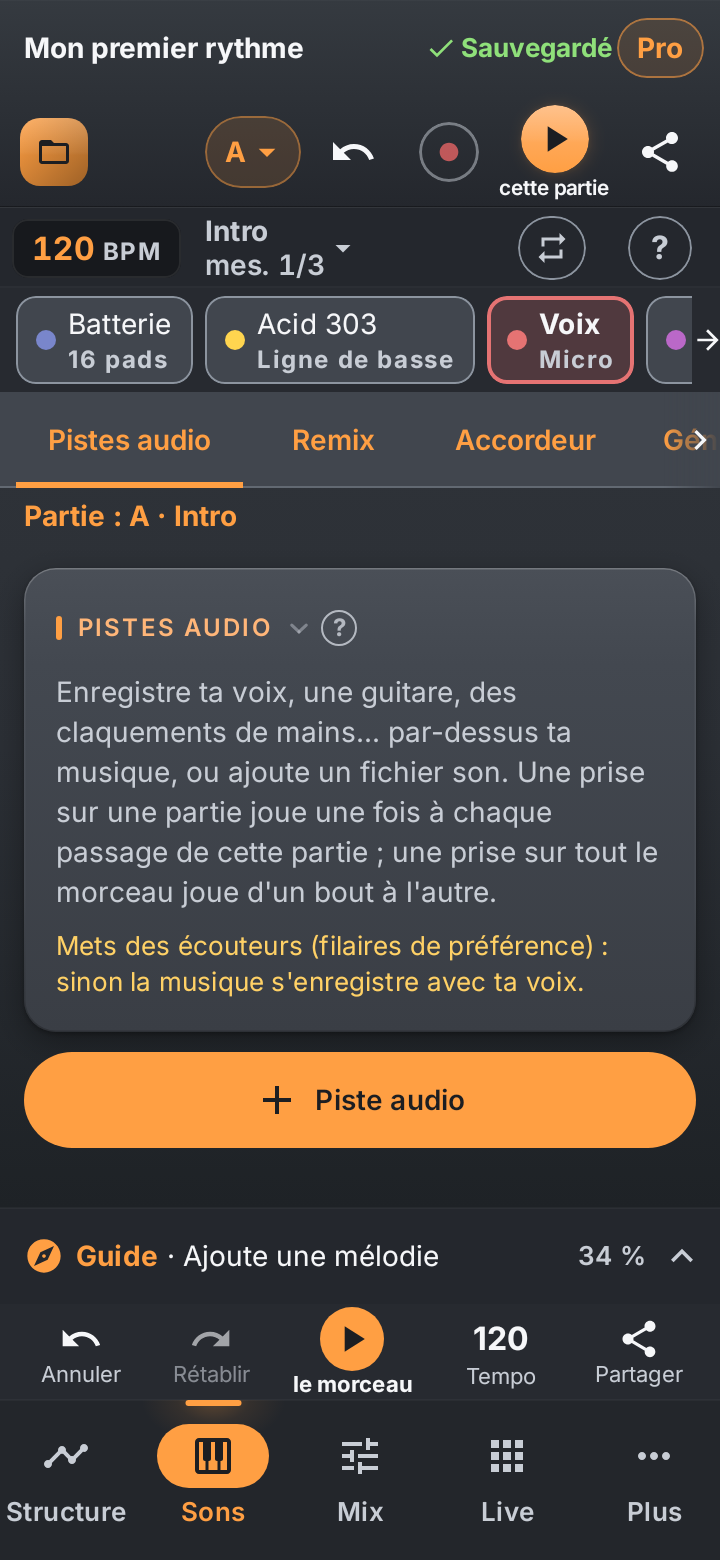 Mon premier rythme
Sauvegardé
Pro
A
cette partie
120 BPM
Intro
mes. 1/3
?
Batterie
16 pads
Acid 303
Ligne de basse
Voix
Micro
Pistes audio
Remix
Accordeur
Partie : A · Intro
PISTES AUDIO
?
Enregistre ta voix, une guitare, des
claquements de mains... par-dessus ta
musique, ou ajoute un fichier son. Une prise
sur une partie joue une fois à chaque
passage de cette partie ; une prise sur tout le
morceau joue d'un bout à l'autre.
Mets des écouteurs (filaires de préférence) :
sinon la musique s'enregistre avec ta voix.
Piste audio
Guide · Ajoute une mélodie
34 %
Annuler
Rétablir
le morceau
120
Tempo
Partager
Structure
Sons
Mix
Live
Plus